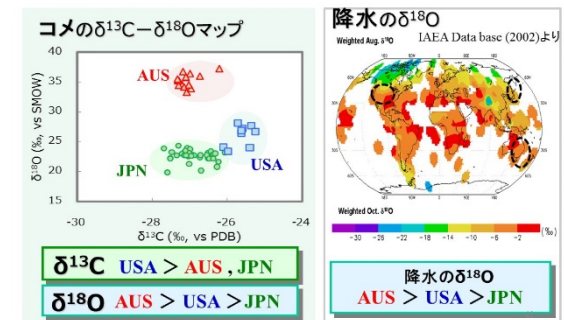 コメのδ¹³C－δ¹⁸Oマップ
40
35
30
25
20
15
δ¹⁸O (‰, vs SMOW)
AUS
JPN
USA
-30
-28
-26
-24
δ¹³C (‰, vs PDB)
δ¹³C USA＞AUS , JPN
δ¹⁸O AUS＞USA＞JPN
降水のδ¹⁸O
IAEA Data base (2002)より
Weighted Aug. δ¹⁸O
Weighted Oct. δ¹⁸O
-30 -22 -18 -14 -10 -6 -2 (‰)
降水のδ¹⁸O
AUS ＞ USA ＞JPN